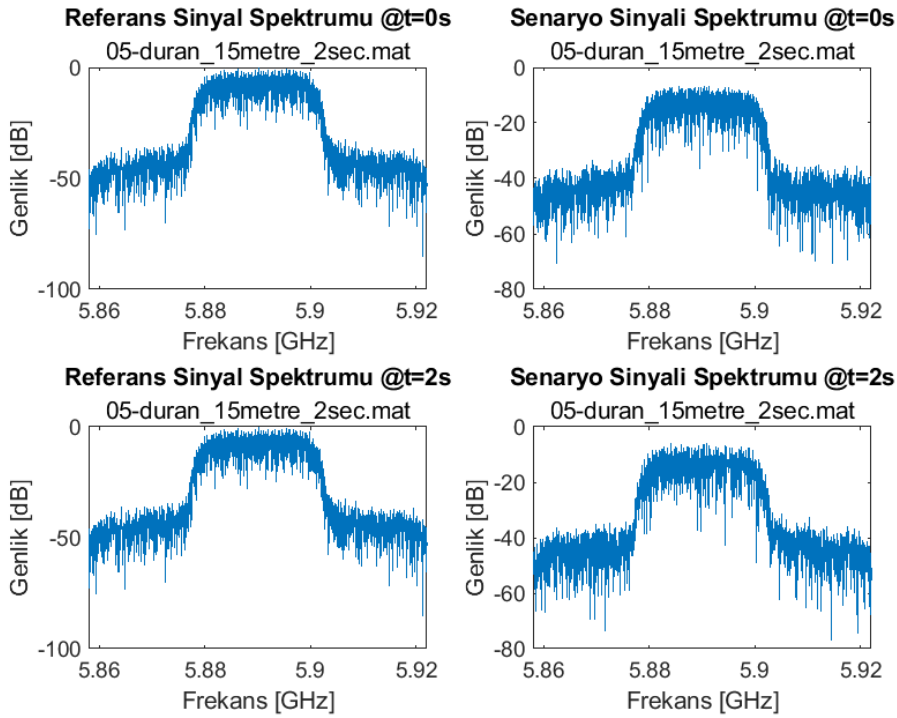 Referans Sinyal Spektrumu @t=0s
05-duran_15metre_2sec.mat
0
-50
-100
Genlik [dB]
5.86
5.88
5.9
5.92
Frekans [GHz]
Senaryo Sinyali Spektrumu @t=0s
05-duran_15metre_2sec.mat
0
-20
-40
-60
-80
Genlik [dB]
5.86
5.88
5.9
5.92
Frekans [GHz]
Referans Sinyal Spektrumu @t=2s
05-duran_15metre_2sec.mat
0
-50
-100
Genlik [dB]
5.86
5.88
5.9
5.92
Frekans [GHz]
Senaryo Sinyali Spektrumu @t=2s
05-duran_15metre_2sec.mat
0
-20
-40
-60
-80
Genlik [dB]
5.86
5.88
5.9
5.92
Frekans [GHz]